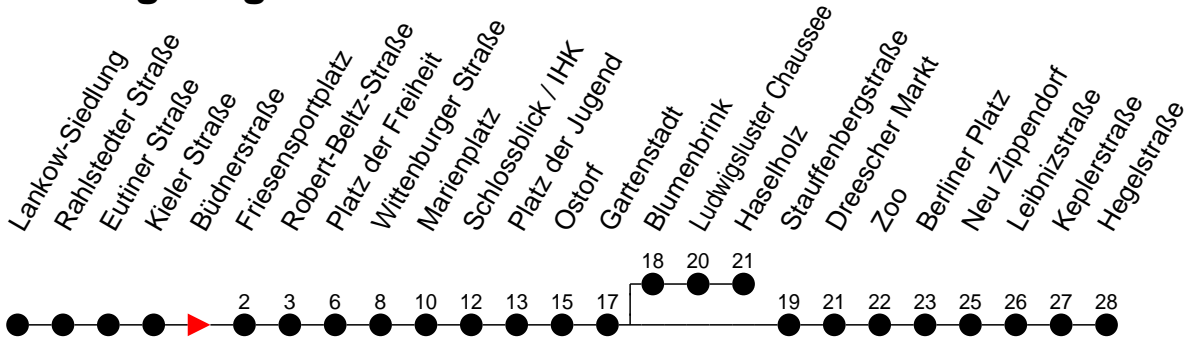 Lankow-Siedlung
Rahlstedter Straße
Eutiner Straße
Kieler Straße
Büdnerstraße
Friesensportplatz
Robert-Beltz-Straße
Platz der Freiheit
Wittenburger Straße
Marienplatz
Schlossblick / IHK
Platz der Jugend
Ostorf
Gartenstadt
Blumenbrink
Ludwigsluster Chaussee
Haselholz
Stauffenbergstraße
Dreescher Markt
Zoo
Berliner Platz
Neu Zippendorf
Leibnizstraße
Keplerstraße
Hegelstraße
18 20 21
2 3 6 8 10 12 13 15 17 19 21 22 23 25 26 27 28